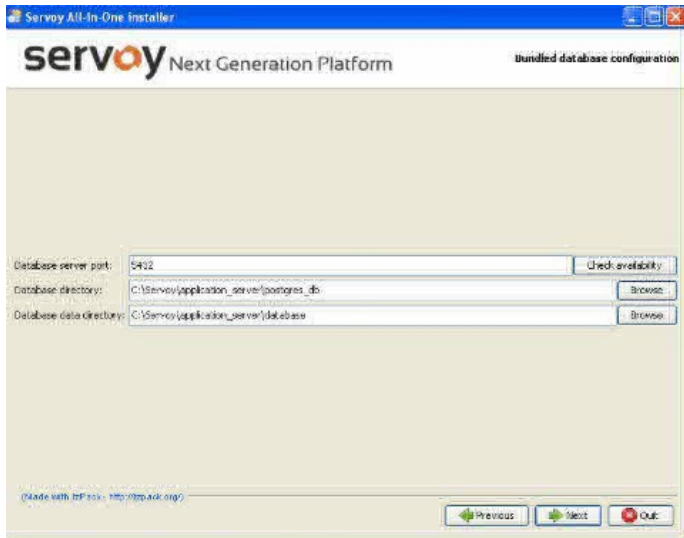 Servoy All-In-One installer
servoy Next Generation Platform
Bundled database configuration
Database server port: 5432 Check availability
Database directory: C:\Servoy\application_server\postgres_db Browse
Database data directory: C:\Servoy\application_server\database Browse
(Made with IzPack - http://izpack.org/)
Previous Next Quit